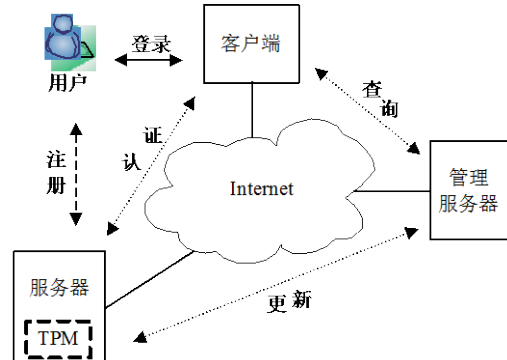 登录
客户端
用户
查询
认证
注册
Internet
管理
服务器
服务器
TPM
更新